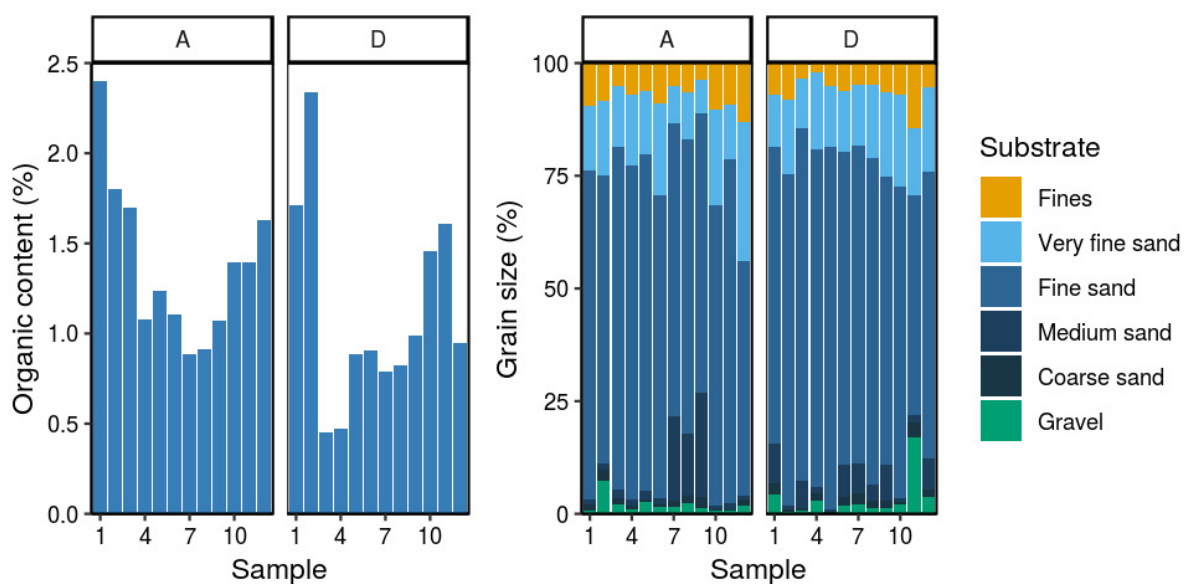 A D
2.5
2.0
1.5
1.0
0.5
0.0
Organic content (%)
1 4 7 10 1 4 7 10
Sample
A D
100
75
50
25
0
Grain size (%)
1 4 7 10 1 4 7 10
Sample
Substrate
Fines
Very fine sand
Fine sand
Medium sand
Coarse sand
Gravel